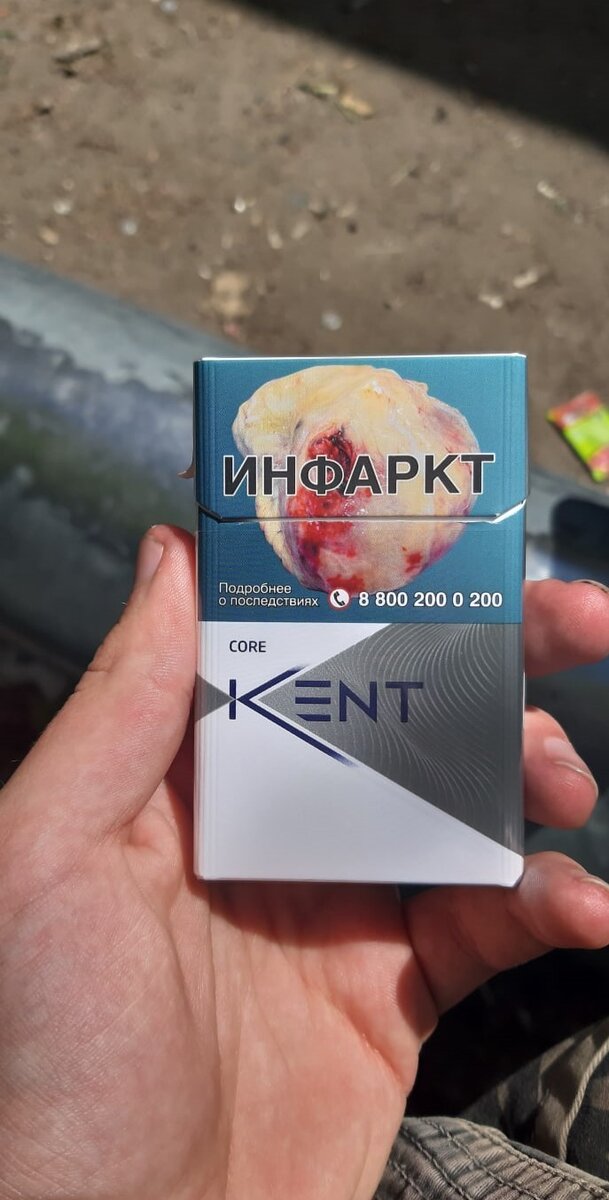 ИНФАРКТ
Подробнее
о последствиях 8 800 200 0 200
CORE
KENT